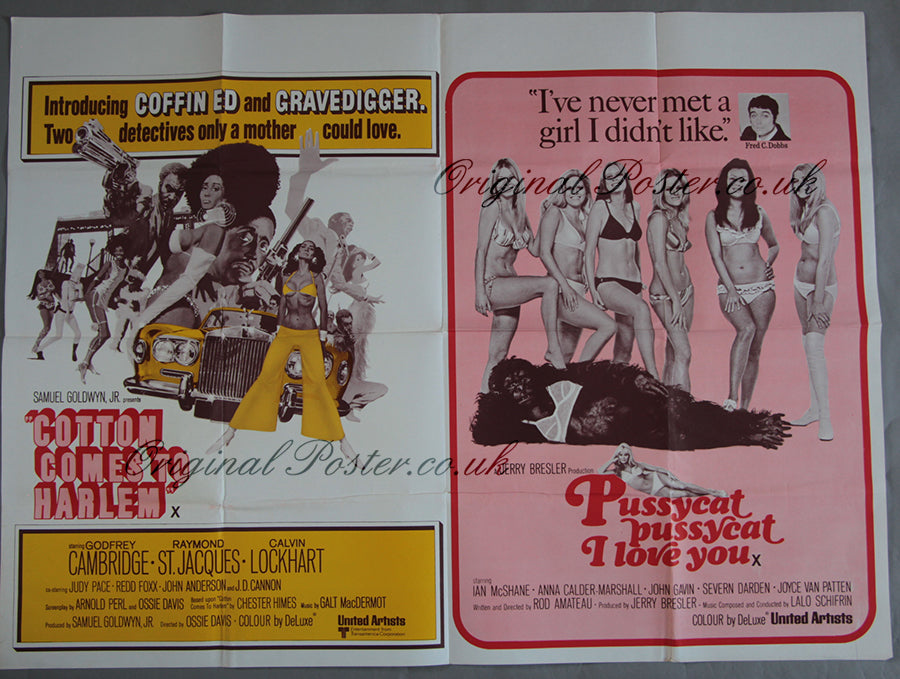 Introducing COFFIN ED and GRAVEDIGGER.
Two detectives only a mother could love.
SAMUEL GOLDWYN, JR. presents
"COTTON
COMES TO
HARLEM" X
starring GODFREY RAYMOND CALVIN
CAMBRIDGE · ST. JACQUES · LOCKHART
co-starring JUDY PACE · REDD FOXX · JOHN ANDERSON and J.D. CANNON
Screenplay by ARNOLD PERL and OSSIE DAVIS Based upon "Cotton Comes To Harlem" by CHESTER HIMES Music by GALT MacDERMOT
Produced by SAMUEL GOLDWYN, JR. Directed by OSSIE DAVIS · COLOUR by DeLuxe
United Artists
Entertainment from
Transamerica Corporation
"I've never met a
girl I didn't like."
Fred C. Dobbs
A JERRY BRESLER Production
Pussycat
pussycat
I love you X
starring
IAN McSHANE · ANNA CALDER-MARSHALL · JOHN GAVIN · SEVERN DARDEN · JOYCE VAN PATTEN
Written and Directed by ROD AMATEAU · Produced by JERRY BRESLER · Music Composed and Conducted by LALO SCHIFRIN
COLOUR by DeLuxe United Artists
Original Poster.co.uk
Original Poster.co.uk